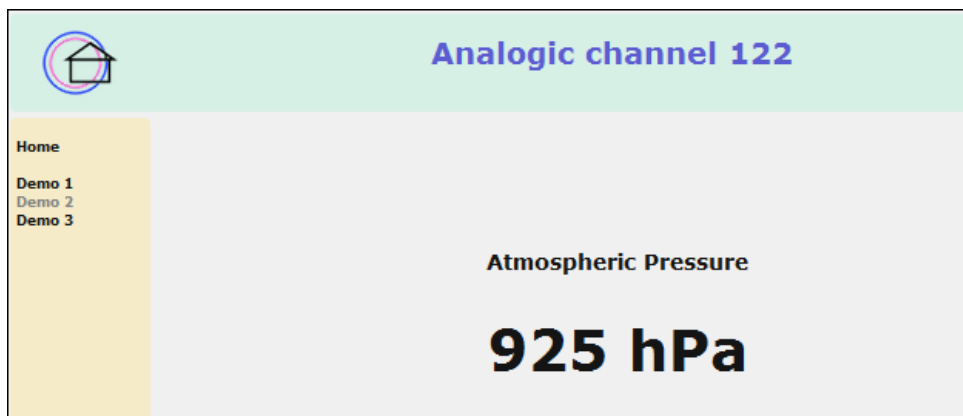 Analogic channel 122
Home
Demo 1
Demo 2
Demo 3
Atmospheric Pressure
925 hPa